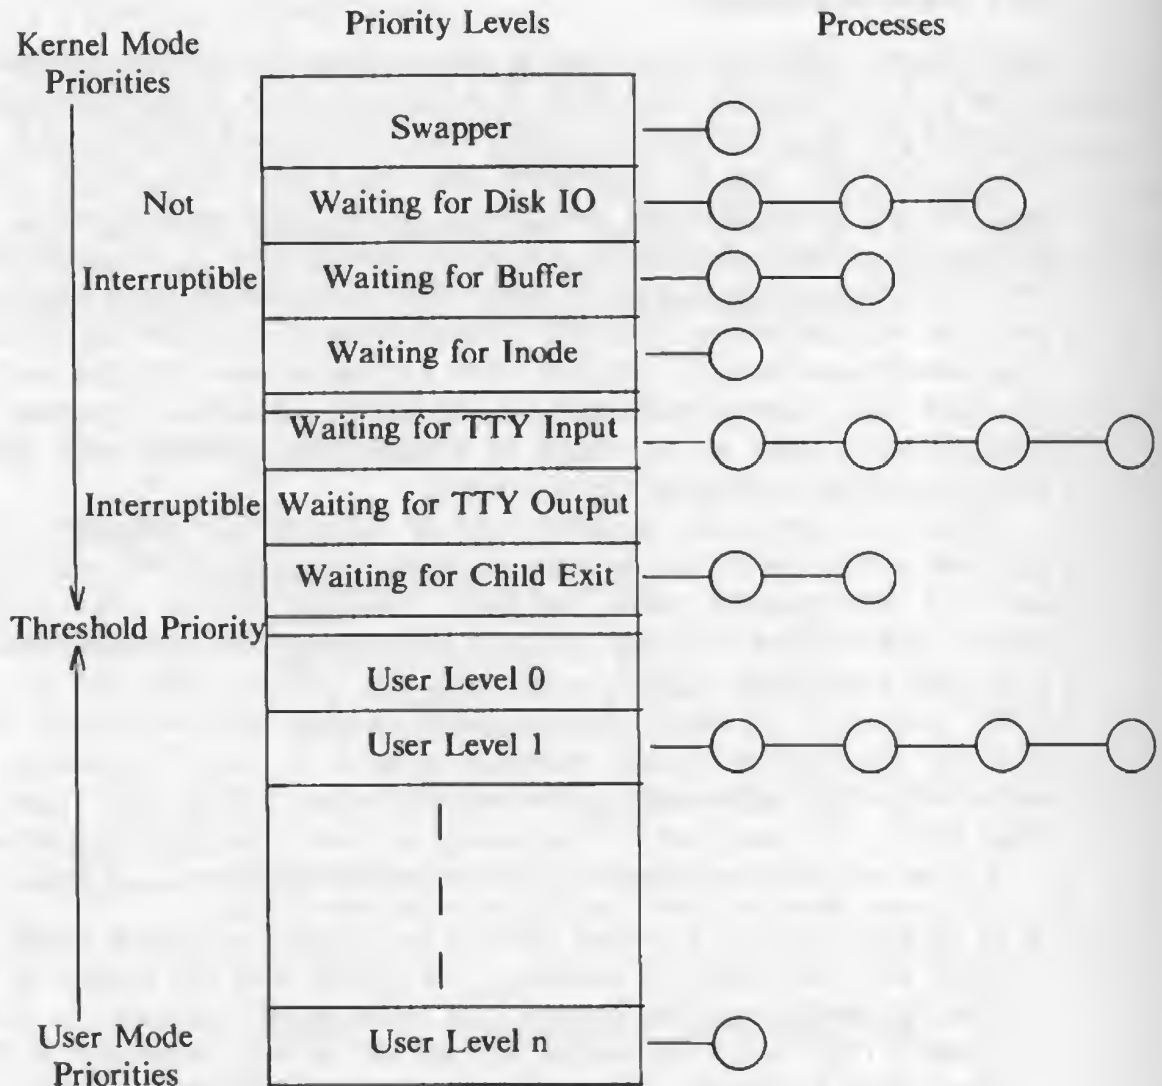 Priority Levels
Processes
Kernel Mode
Priorities
Swapper
Not
Waiting for Disk IO
Interruptible
Waiting for Buffer
Waiting for Inode
Waiting for TTY Input
Interruptible
Waiting for TTY Output
Waiting for Child Exit
Threshold Priority
User Level 0
User Level 1
User Mode
Priorities
User Level n